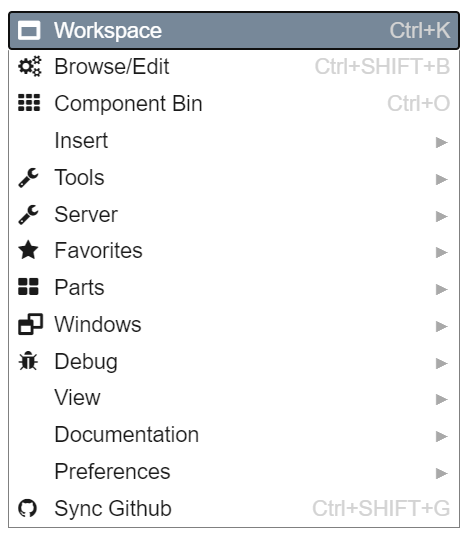 Workspace Ctrl+K
Browse/Edit Ctrl+SHIFT+B
Component Bin Ctrl+O
Insert
Tools
Server
Favorites
Parts
Windows
Debug
View
Documentation
Preferences
Sync Github Ctrl+SHIFT+G